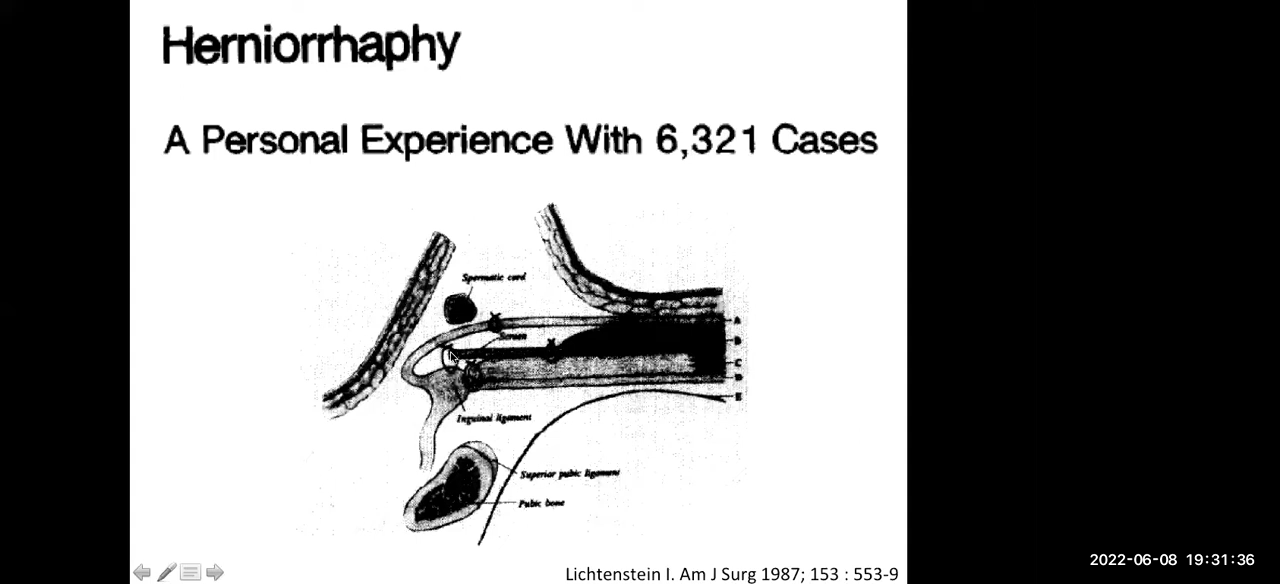 Herniorrhaphy
A Personal Experience With 6,321 Cases
Spermatic cord
Screen
A
B
C
D
E
Inguinal ligament
Superior pubic ligament
Pubic bone
Lichtenstein I. Am J Surg 1987; 153 : 553-9
2022-06-08 19:31:36